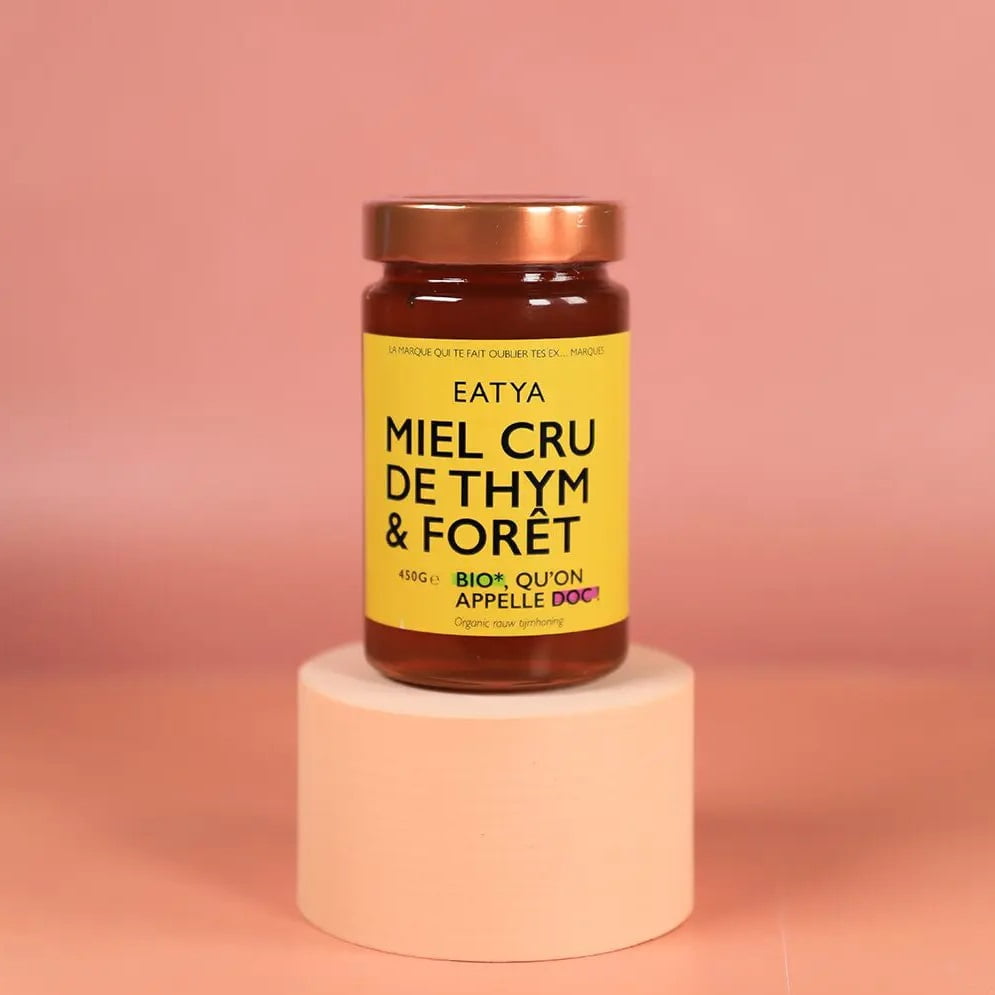 LA MARQUE QUI TE FAIT OUBLIER TES EX... MARQUES
EATYA
MIEL CRU
DE THYM
& FORÊT
450G e BIO*, QU'ON
APPELLE DOC !
Organic rauw tijmhoning